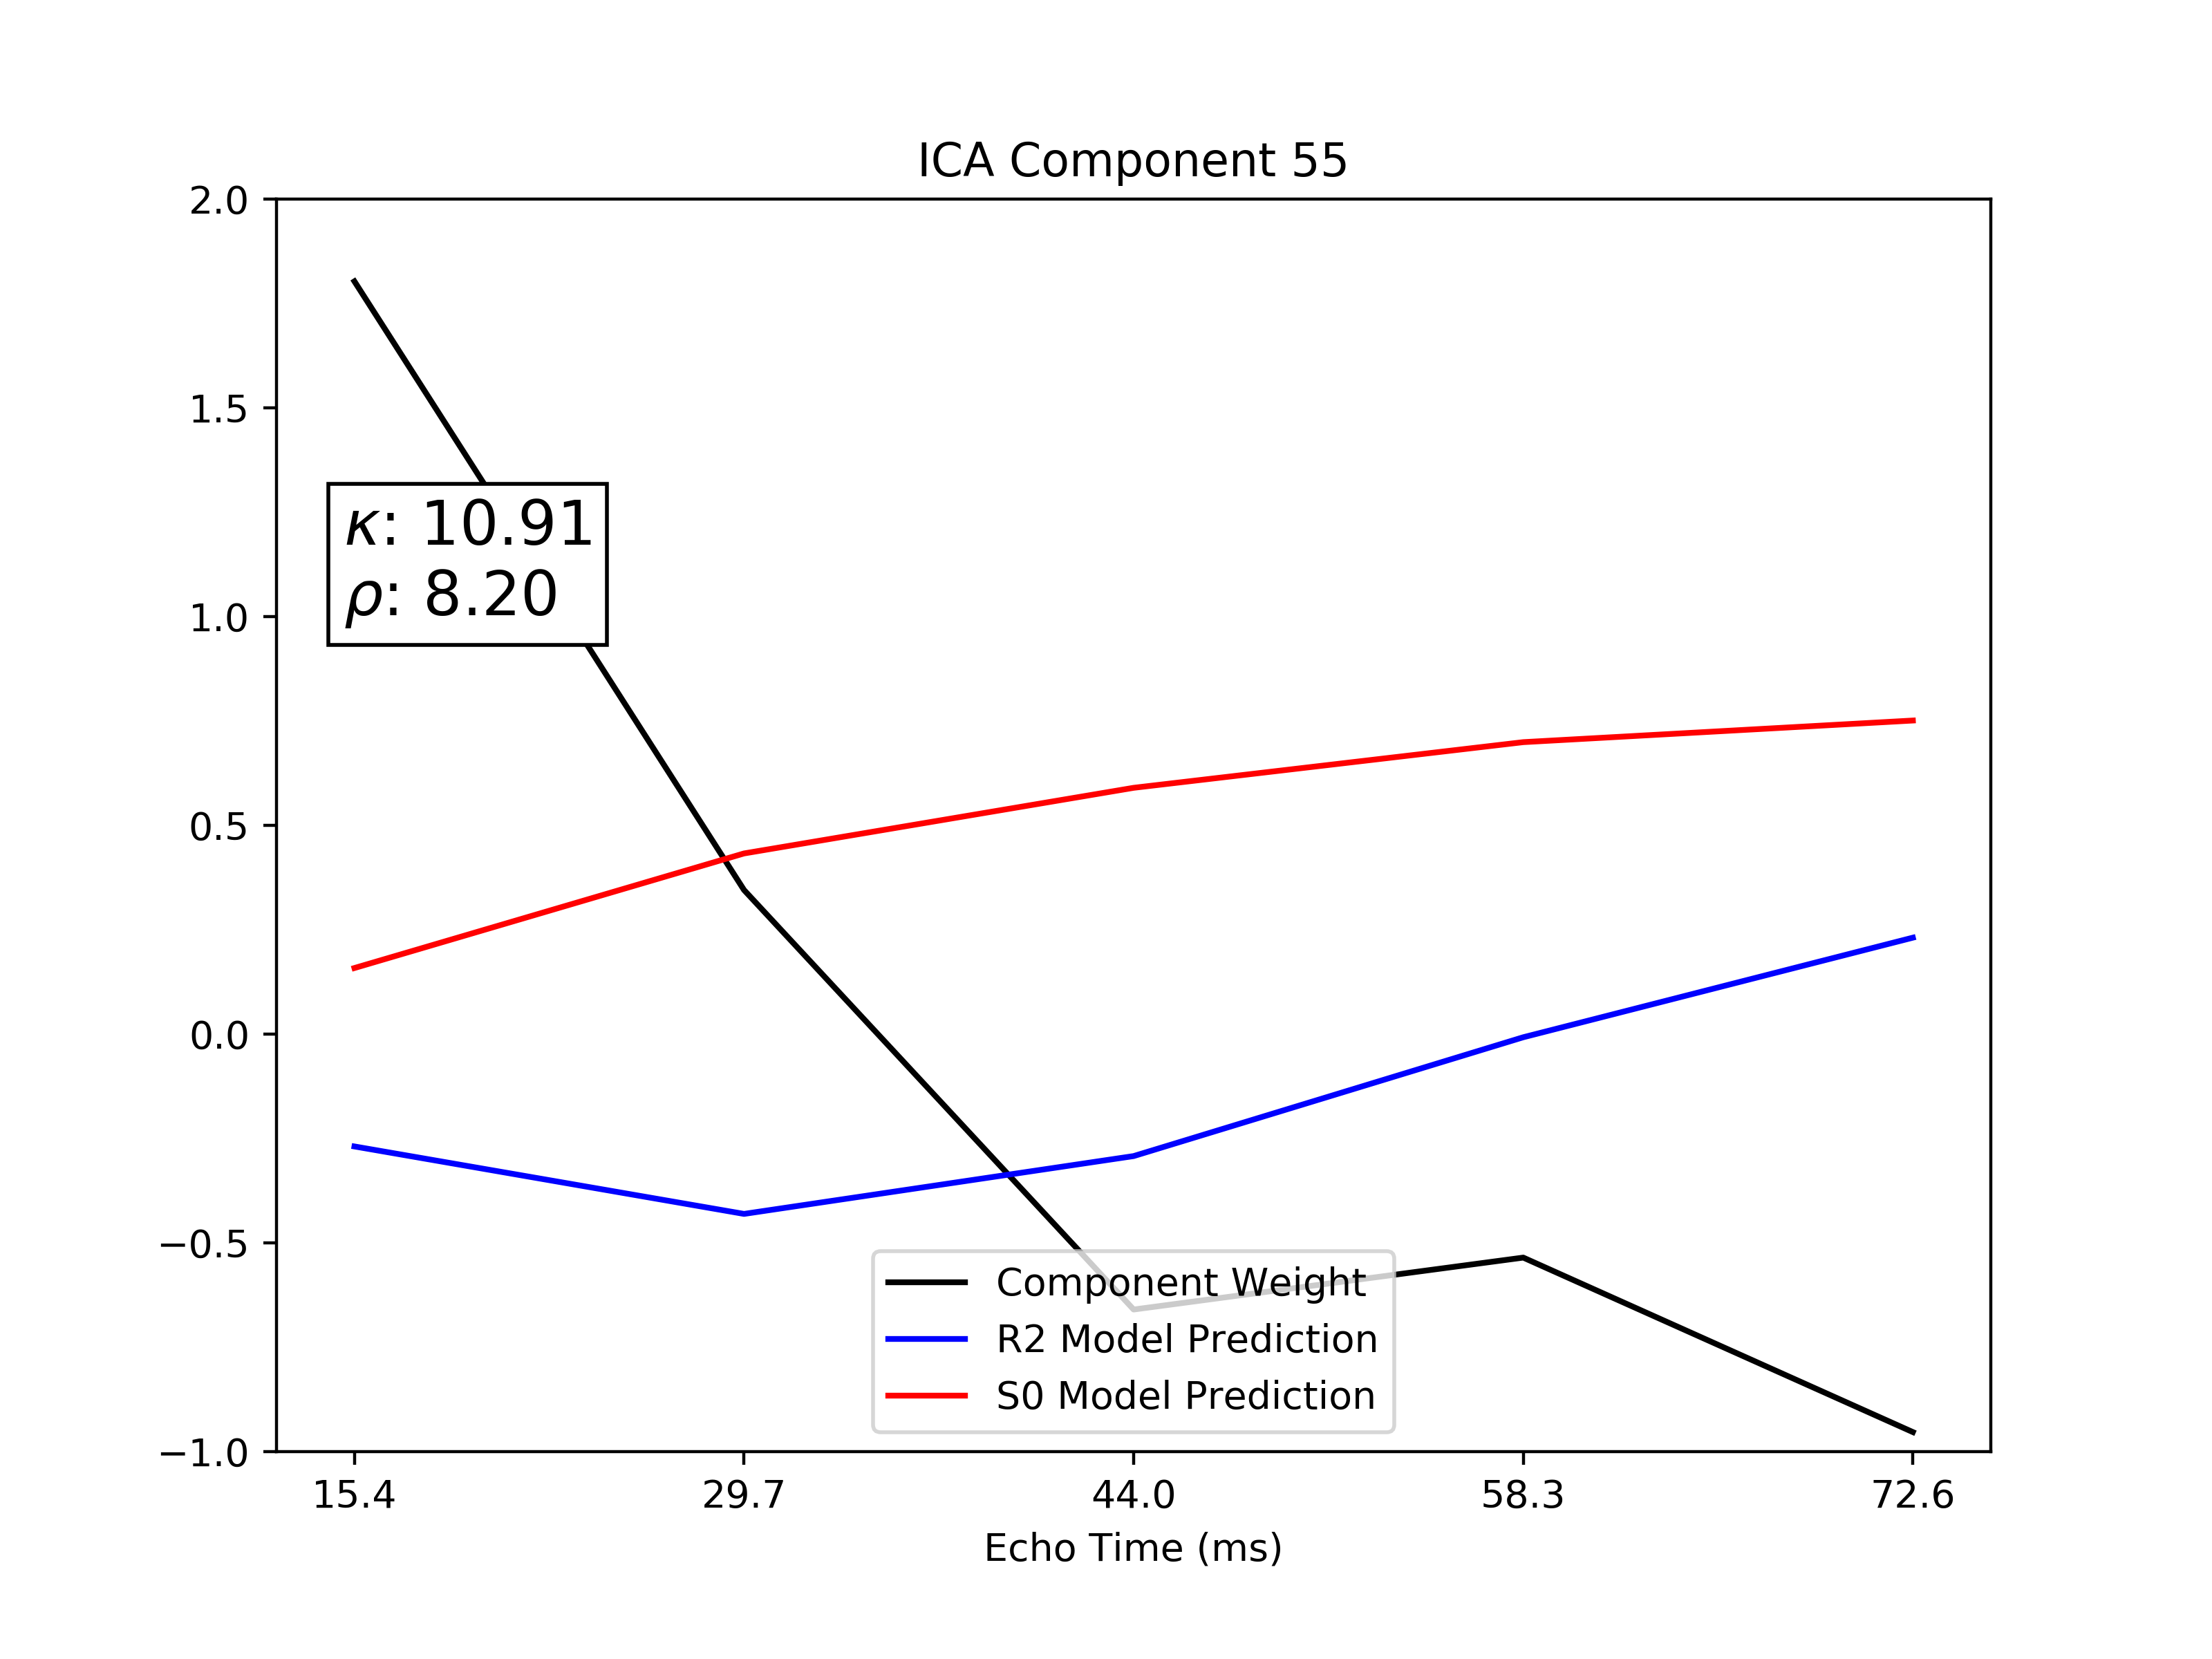 ICA Component 55
2.0
1.5
1.0
0.5
0.0
−0.5
−1.0
κ: 10.91
ρ: 8.20
Component Weight
R2 Model Prediction
S0 Model Prediction
15.4 29.7 44.0 58.3 72.6
Echo Time (ms)